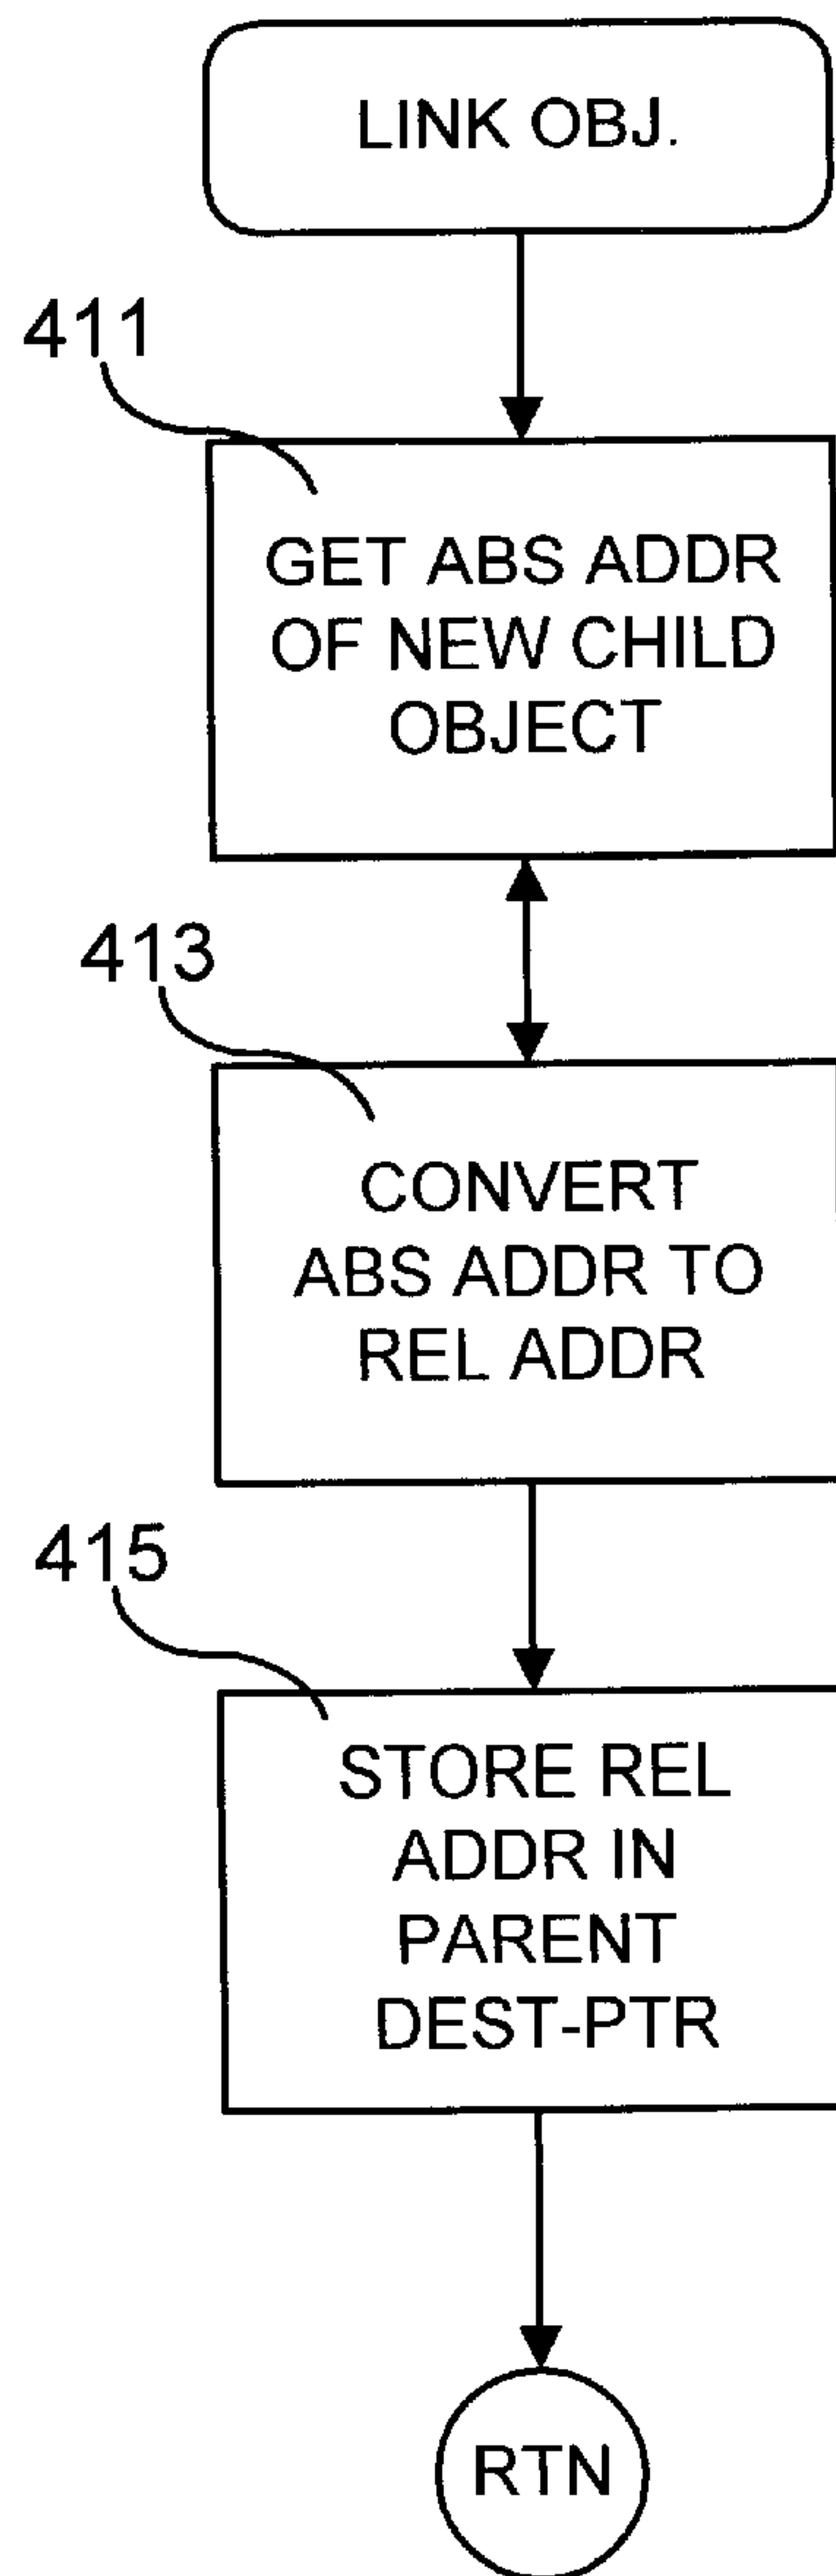 LINK OBJ.
411
GET ABS ADDR
OF NEW CHILD
OBJECT
413
CONVERT
ABS ADDR TO
REL ADDR
415
STORE REL
ADDR IN
PARENT
DEST-PTR
RTN